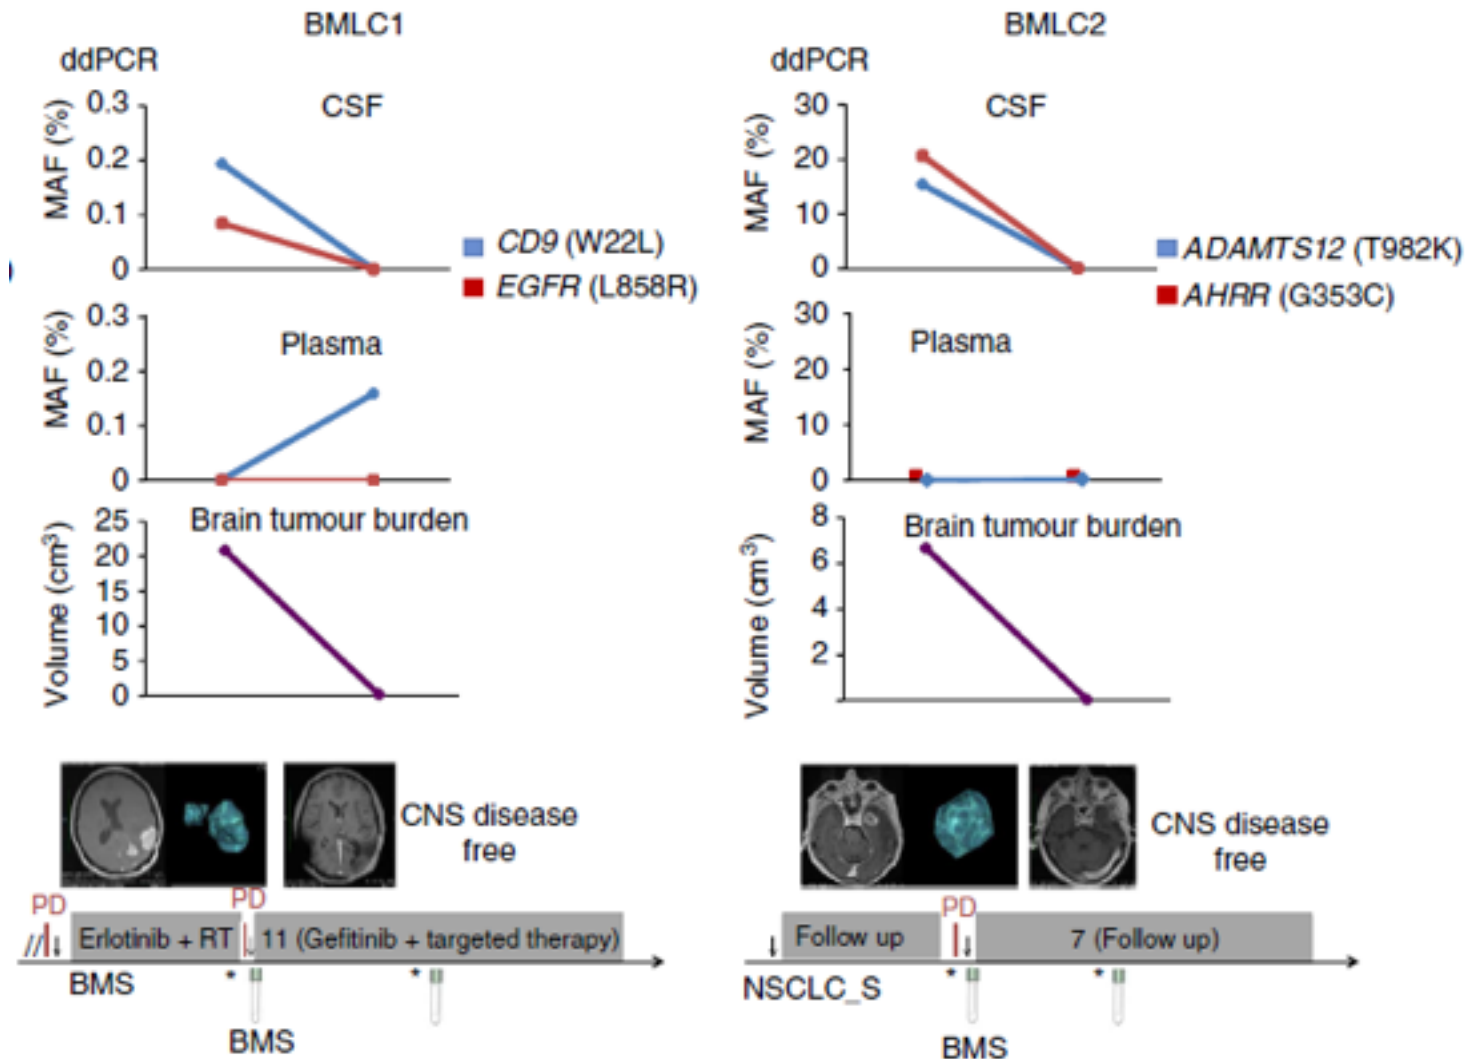 BMLC1
ddPCR
CSF
MAF (%)
0.3
0.2
0.1
0
CD9 (W22L)
EGFR (L858R)
Plasma
MAF (%)
0.3
0.2
0.1
0
Brain tumour burden
Volume (cm³)
25
20
15
10
5
0
CNS disease
free
PD
PD
//
Erlotinib + RT
11 (Gefitinib + targeted therapy)
BMS
*
*
BMS
BMLC2
ddPCR
CSF
MAF (%)
30
20
10
0
ADAMTS12 (T982K)
AHRR (G353C)
Plasma
MAF (%)
30
20
10
0
Brain tumour burden
Volume (cm³)
8
6
4
2
CNS disease
free
PD
Follow up
7 (Follow up)
NSCLC_S
*
*
BMS